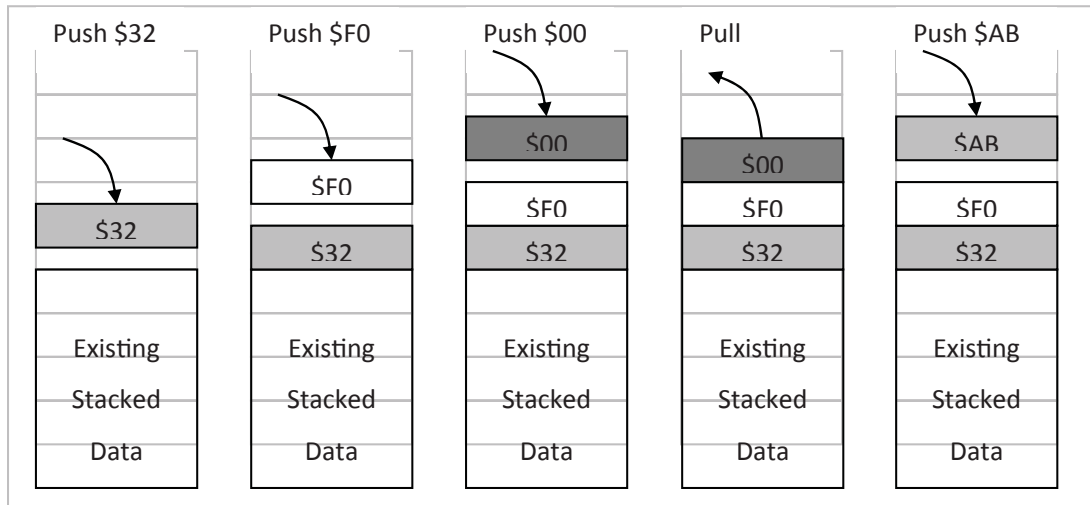 Push $32
Push $F0
Push $00
Pull
Push $AB
$32
Existing
Stacked
Data
$F0
$32
Existing
Stacked
Data
$00
$F0
$32
Existing
Stacked
Data
$00
$F0
$32
Existing
Stacked
Data
$AB
$F0
$32
Existing
Stacked
Data